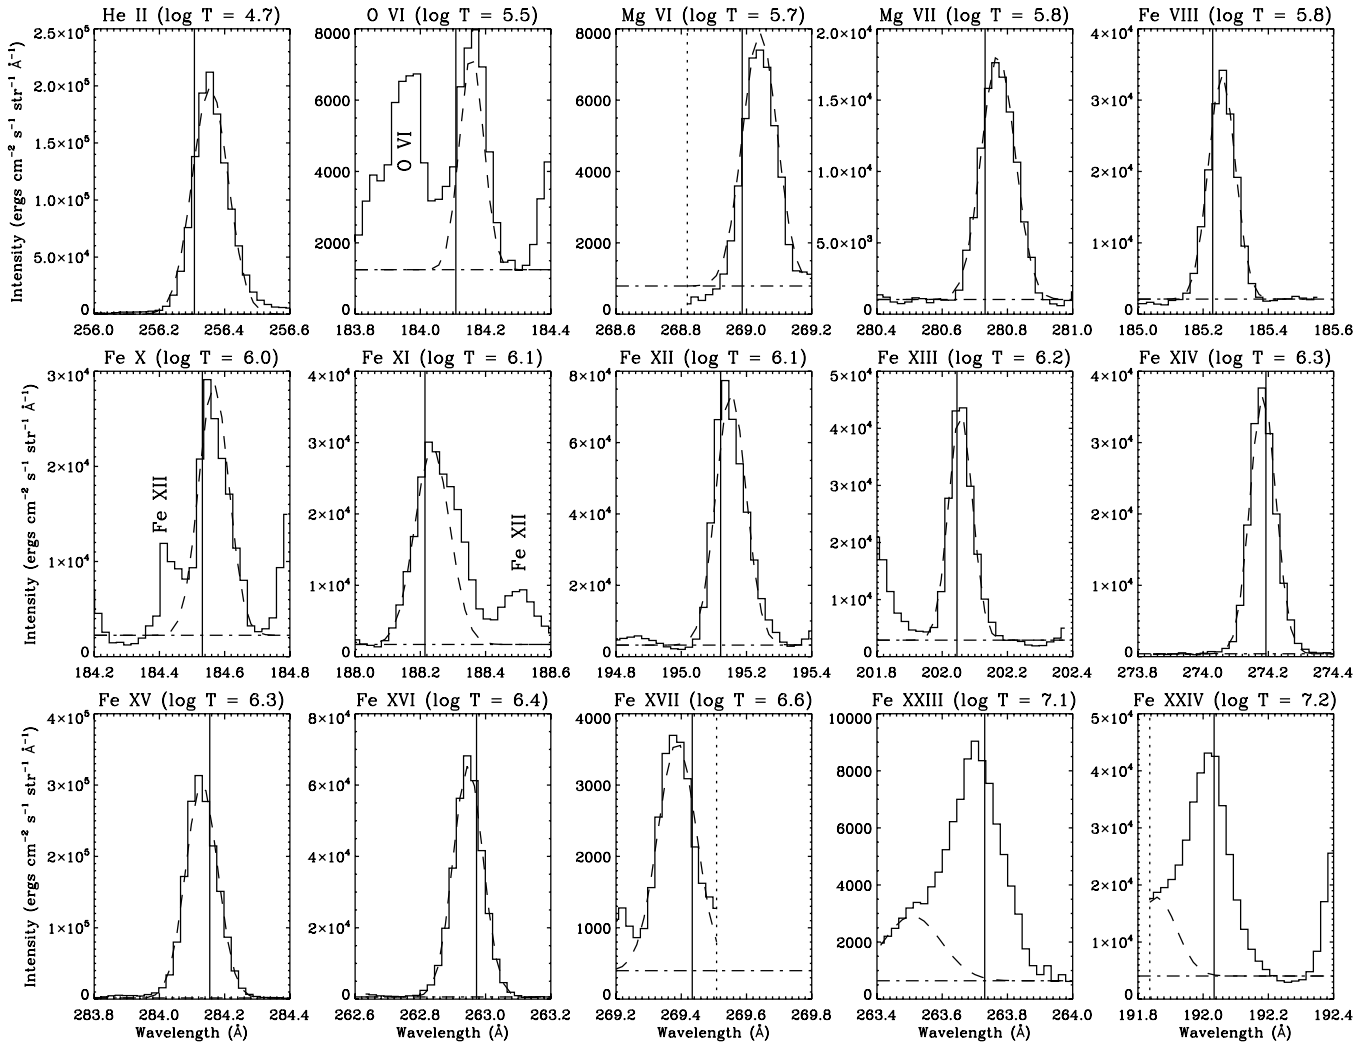 He II (log T = 4.7)
O VI (log T = 5.5)
Mg VI (log T = 5.7)
Mg VII (log T = 5.8)
Fe VIII (log T = 5.8)
Intensity (ergs cm⁻² s⁻¹ str⁻¹ Å⁻¹)
2.5×10⁵
2.0×10⁵
1.5×10⁵
1.0×10⁵
5.0×10⁴
0
256.0 256.2 256.4 256.6
8000
6000
4000
2000
0
O VI
183.8 184.0 184.2 184.4
8000
6000
4000
2000
0
268.6 268.8 269.0 269.2
2.0×10⁴
1.5×10⁴
1.0×10⁴
5.0×10³
0
280.4 280.6 280.8 281.0
4×10⁴
3×10⁴
2×10⁴
1×10⁴
0
185.0 185.2 185.4 185.6
Fe X (log T = 6.0)
Fe XI (log T = 6.1)
Fe XII (log T = 6.1)
Fe XIII (log T = 6.2)
Fe XIV (log T = 6.3)
Intensity (ergs cm⁻² s⁻¹ str⁻¹ Å⁻¹)
3×10⁴
2×10⁴
1×10⁴
0
Fe XII
184.2 184.4 184.6 184.8
4×10⁴
3×10⁴
2×10⁴
1×10⁴
0
Fe XII
188.0 188.2 188.4 188.6
8×10⁴
6×10⁴
4×10⁴
2×10⁴
0
194.8 195.0 195.2 195.4
5×10⁴
4×10⁴
3×10⁴
2×10⁴
1×10⁴
0
201.8 202.0 202.2 202.4
4×10⁴
3×10⁴
2×10⁴
1×10⁴
0
273.8 274.0 274.2 274.4
Fe XV (log T = 6.3)
Fe XVI (log T = 6.4)
Fe XVII (log T = 6.6)
Fe XXIII (log T = 7.1)
Fe XXIV (log T = 7.2)
Intensity (ergs cm⁻² s⁻¹ str⁻¹ Å⁻¹)
4×10⁵
3×10⁵
2×10⁵
1×10⁵
0
283.8 284.0 284.2 284.4
Wavelength (Å)
8×10⁴
6×10⁴
4×10⁴
2×10⁴
0
262.6 262.8 263.0 263.2
Wavelength (Å)
4000
3000
2000
1000
0
269.2 269.4 269.6 269.8
Wavelength (Å)
10000
8000
6000
4000
2000
0
263.4 263.6 263.8 264.0
Wavelength (Å)
5×10⁴
4×10⁴
3×10⁴
2×10⁴
1×10⁴
0
191.8 192.0 192.2 192.4
Wavelength (Å)